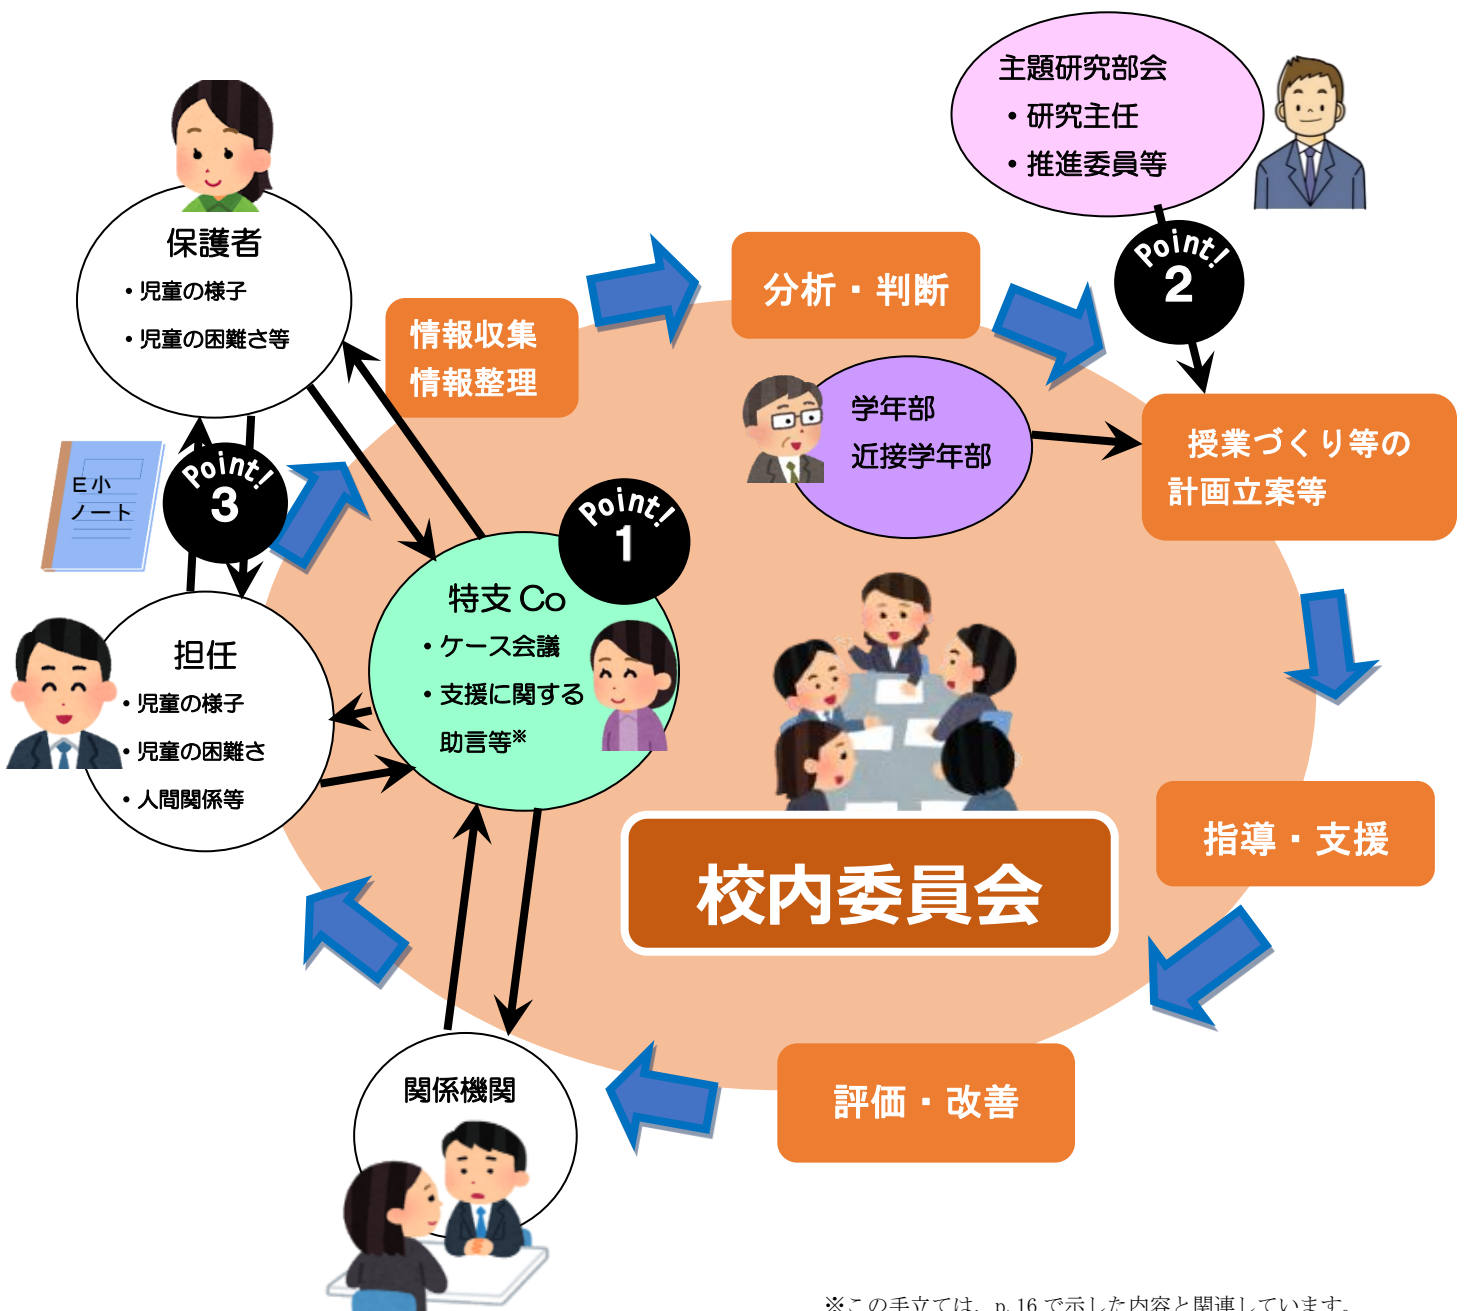 主題研究部会
・研究主任
・推進委員等
Point!
2
保護者
・児童の様子
・児童の困難さ等
情報収集
情報整理
分析・判断
学年部
近接学年部
授業づくり等の
計画立案等
E小
ノート
Point!
3
Point!
1
特支 Co
・ケース会議
・支援に関する
助言等※
担任
・児童の様子
・児童の困難さ
・人間関係等
校内委員会
指導・支援
評価・改善
関係機関
※この手立ては、p.16 で示した内容と関連しています。